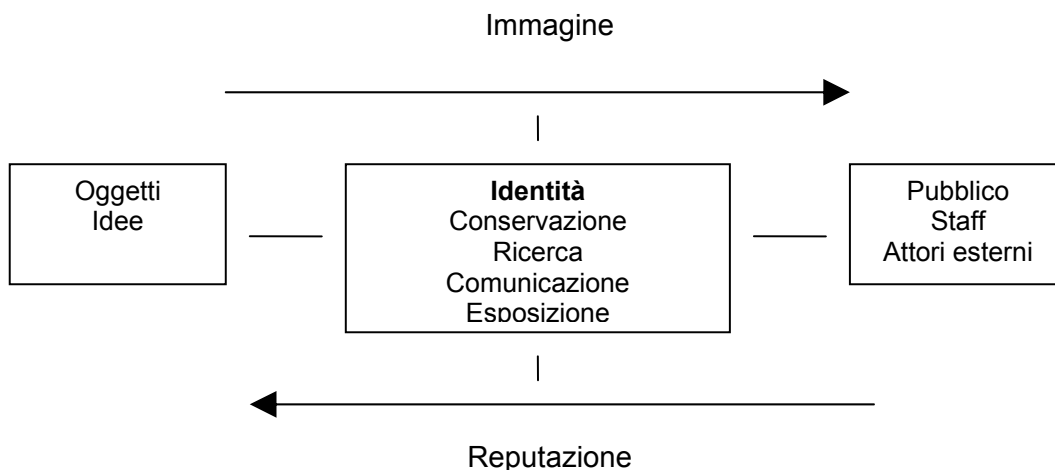 Immagine
Oggetti
Idee
Identità
Conservazione
Ricerca
Comunicazione
Esposizione
Pubblico
Staff
Attori esterni
Reputazione